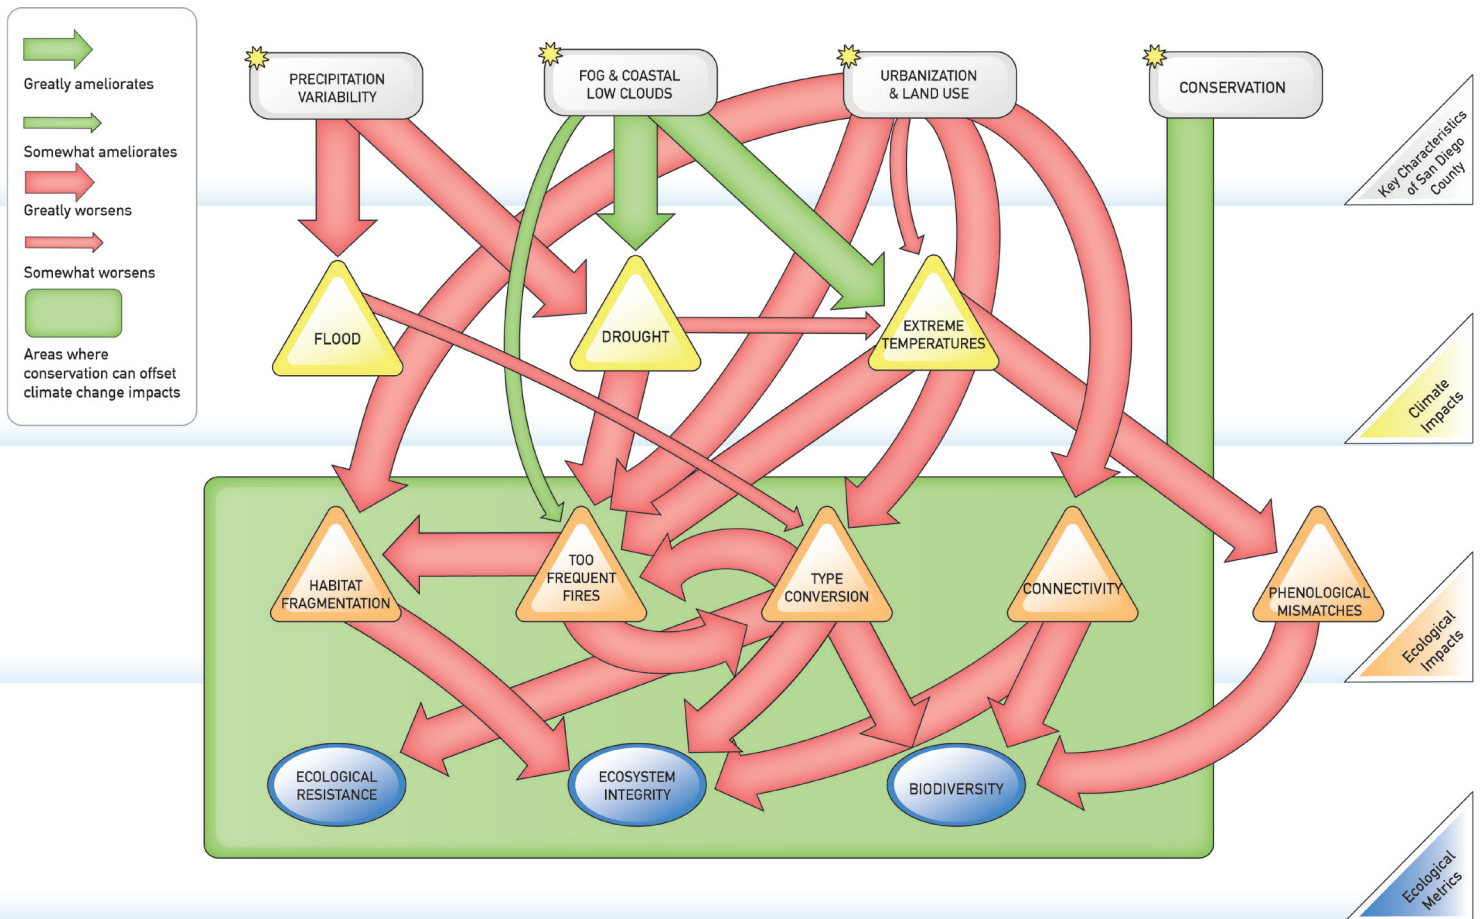 Greatly ameliorates
Somewhat ameliorates
Greatly worsens
Somewhat worsens
Areas where
conservation can offset
climate change impacts
PRECIPITATION
VARIABILITY
FOG & COASTAL
LOW CLOUDS
URBANIZATION
& LAND USE
CONSERVATION
Key Characteristics
of San Diego
County
FLOOD
DROUGHT
EXTREME
TEMPERATURES
Climate
Impacts
HABITAT
FRAGMENTATION
TOO
FREQUENT
FIRES
TYPE
CONVERSION
CONNECTIVITY
PHENOLOGICAL
MISMATCHES
Ecological
Impacts
ECOLOGICAL
RESISTANCE
ECOSYSTEM
INTEGRITY
BIODIVERSITY
Ecological
Metrics